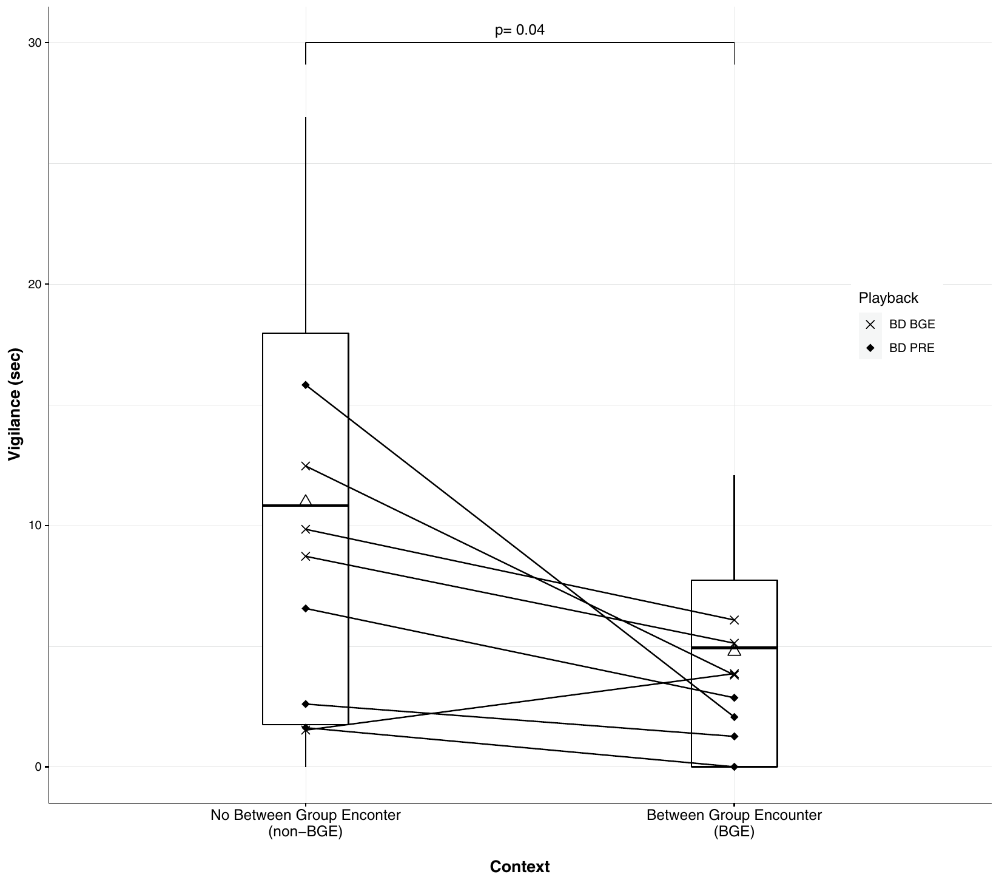 p= 0.04
30
20
10
0
Vigilance (sec)
Playback
BD BGE
BD PRE
No Between Group Enconter
(non−BGE)
Between Group Encounter
(BGE)
Context